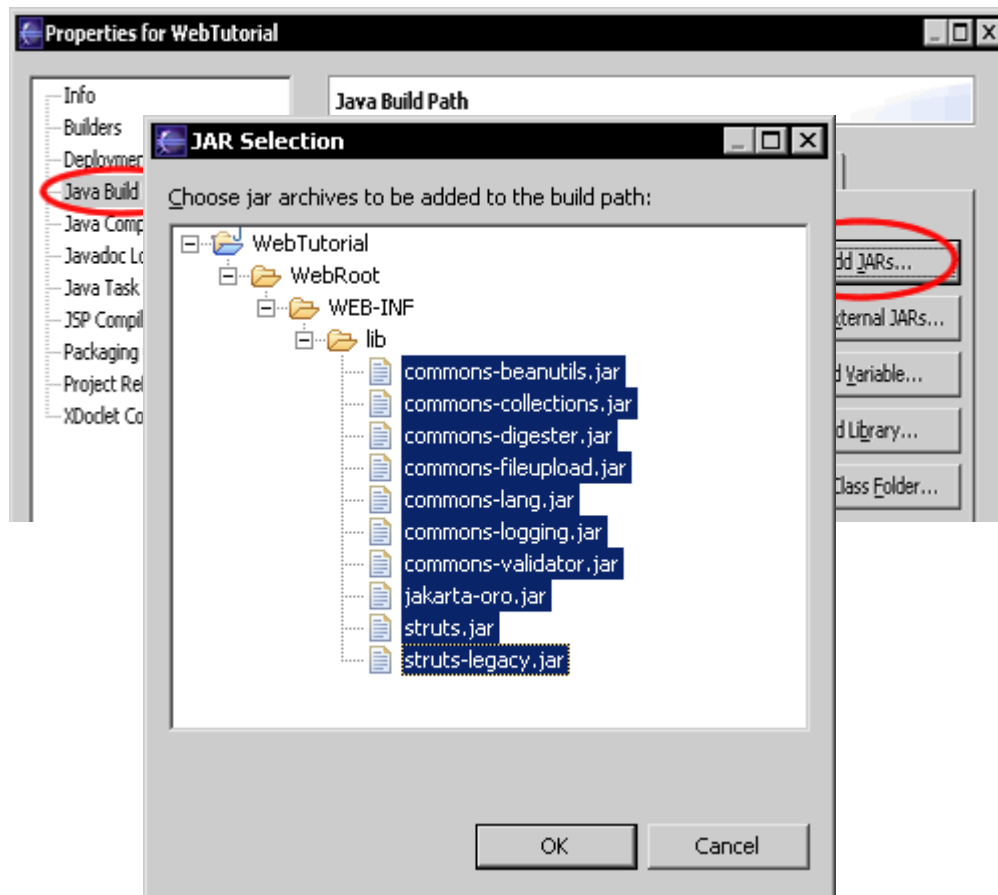 Properties for WebTutorial
Info
Builders
Java Build
Java Build Path
JAR Selection
Choose jar archives to be added to the build path:
WebTutorial
WebRoot
WEB-INF
lib
commons-beanutils.jar
commons-collections.jar
commons-digester.jar
commons-fileupload.jar
commons-lang.jar
commons-logging.jar
commons-validator.jar
jakarta-oro.jar
struts.jar
struts-legacy.jar
Java Comp
Javadoc Lo
Java Task
JSP Compil
Packaging
Project Rel
XDoclet Co
dd JARs...
xternal JARs...
d Variable...
d Library...
Class Folder...
OK
Cancel